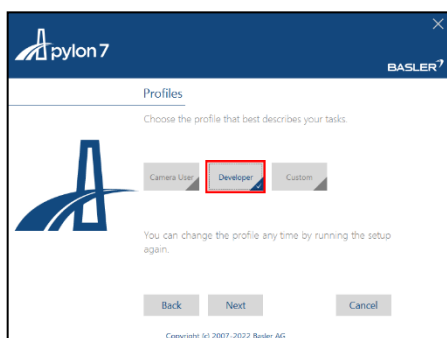 pylon 7
BASLER
Profiles
Choose the profile that best describes your tasks.
Camera User
Developer
Custom
You can change the profile any time by running the setup
again.
Back
Next
Cancel
Copyright (c) 2007-2022 Basler AG